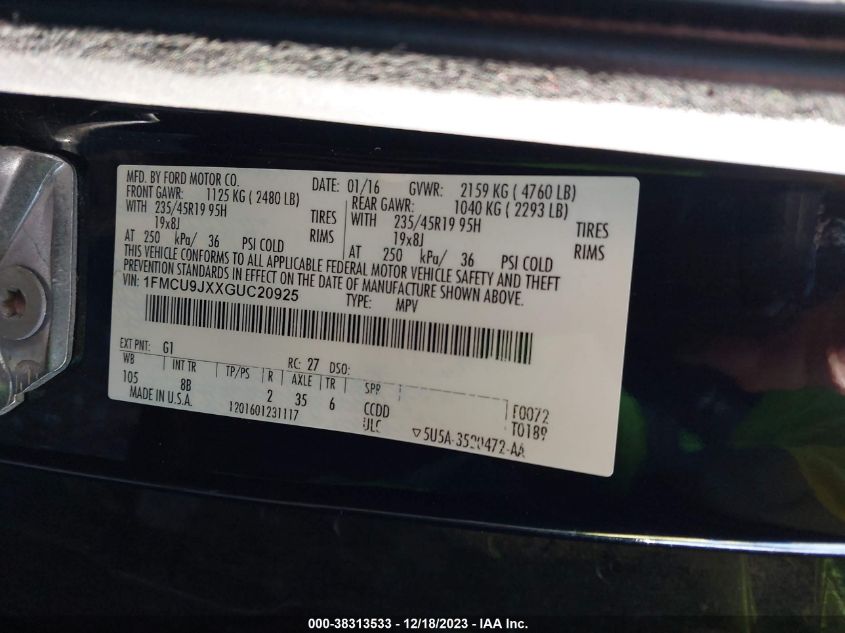 MFD. BY FORD MOTOR CO. DATE: 01/16 GVWR: 2159 KG ( 4760 LB)
FRONT GAWR: 1125 KG ( 2480 LB) REAR GAWR: 1040 KG ( 2293 LB)
WITH 235/45R19 95H TIRES WITH 235/45R19 95H TIRES
19x8J RIMS 19x8J RIMS
AT 250 kPa/ 36 PSI COLD AT 250 kPa/ 36 PSI COLD
THIS VEHICLE CONFORMS TO ALL APPLICABLE FEDERAL MOTOR VEHICLE SAFETY AND THEFT
PREVENTION STANDARDS IN EFFECT ON THE DATE OF MANUFACTURE SHOWN ABOVE.
VIN: 1FMCU9JXXGUC20925
TYPE: MPV
EXT PNT: G1 RC: 27 DSO:
WB INT TR TP/PS R AXLE TR SPR
105 8B 2 35 6 CCDD F0072
MADE IN U.S.A. 1201601231117 ULC T0189
▽5U5A-3520472-AA
000-38313533 - 12/18/2023 - IAA Inc.